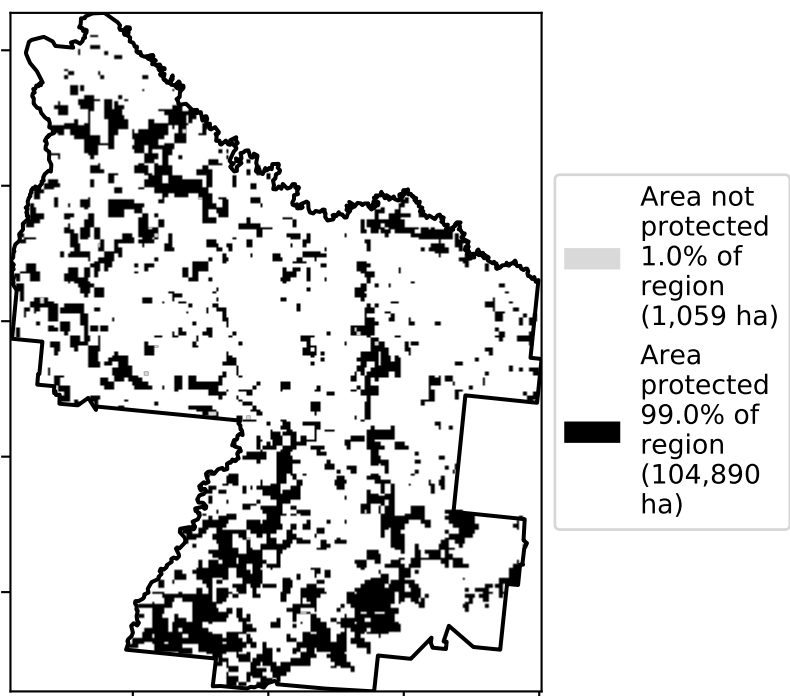 Area not
protected
1.0% of
region
(1,059 ha)
Area
protected
99.0% of
region
(104,890
ha)